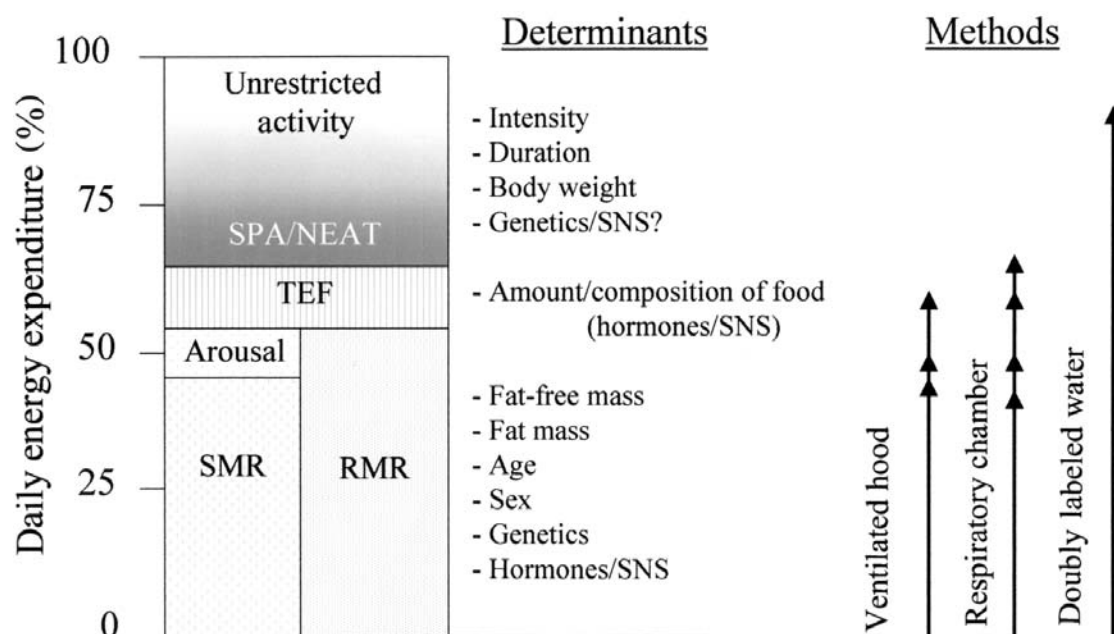 Determinants
Methods
Daily energy expenditure (%)
100
75
50
25
0
Unrestricted
activity
SPA/NEAT
TEF
Arousal
SMR
RMR
- Intensity
- Duration
- Body weight
- Genetics/SNS?
- Amount/composition of food
(hormones/SNS)
- Fat-free mass
- Fat mass
- Age
- Sex
- Genetics
- Hormones/SNS
Ventilated hood
Respiratory chamber
Doubly labeled water